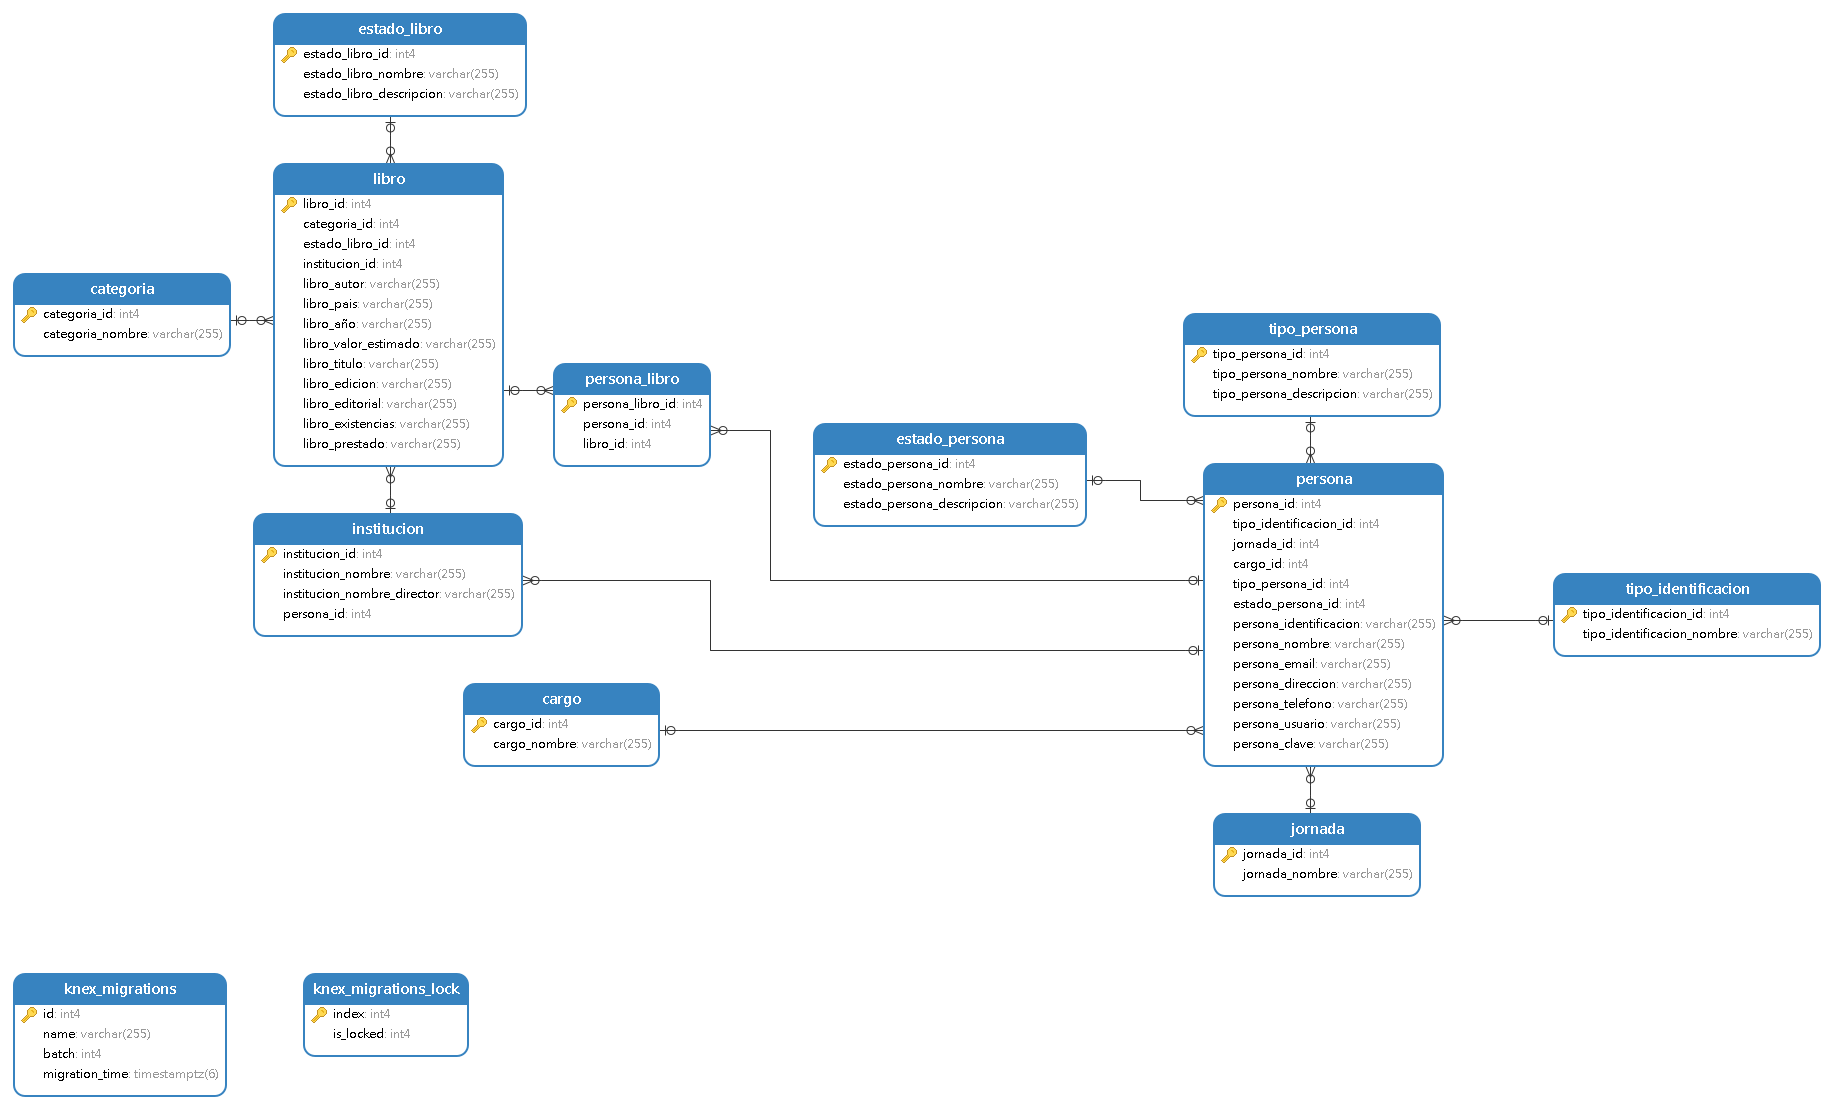 estado_libro
estado_libro_id: int4
estado_libro_nombre: varchar(255)
estado_libro_descripcion: varchar(255)
libro
libro_id: int4
categoria_id: int4
estado_libro_id: int4
institucion_id: int4
libro_autor: varchar(255)
libro_pais: varchar(255)
libro_año: varchar(255)
libro_valor_estimado: varchar(255)
libro_titulo: varchar(255)
libro_edicion: varchar(255)
libro_editorial: varchar(255)
libro_existencias: varchar(255)
libro_prestado: varchar(255)
categoria
categoria_id: int4
categoria_nombre: varchar(255)
persona_libro
persona_libro_id: int4
persona_id: int4
libro_id: int4
tipo_persona
tipo_persona_id: int4
tipo_persona_nombre: varchar(255)
tipo_persona_descripcion: varchar(255)
estado_persona
estado_persona_id: int4
estado_persona_nombre: varchar(255)
estado_persona_descripcion: varchar(255)
persona
persona_id: int4
tipo_identificacion_id: int4
jornada_id: int4
cargo_id: int4
tipo_persona_id: int4
estado_persona_id: int4
persona_identificacion: varchar(255)
persona_nombre: varchar(255)
persona_email: varchar(255)
persona_direccion: varchar(255)
persona_telefono: varchar(255)
persona_usuario: varchar(255)
persona_clave: varchar(255)
institucion
institucion_id: int4
institucion_nombre: varchar(255)
institucion_nombre_director: varchar(255)
persona_id: int4
tipo_identificacion
tipo_identificacion_id: int4
tipo_identificacion_nombre: varchar(255)
cargo
cargo_id: int4
cargo_nombre: varchar(255)
jornada
jornada_id: int4
jornada_nombre: varchar(255)
knex_migrations
id: int4
name: varchar(255)
batch: int4
migration_time: timestamptz(6)
knex_migrations_lock
index: int4
is_locked: int4